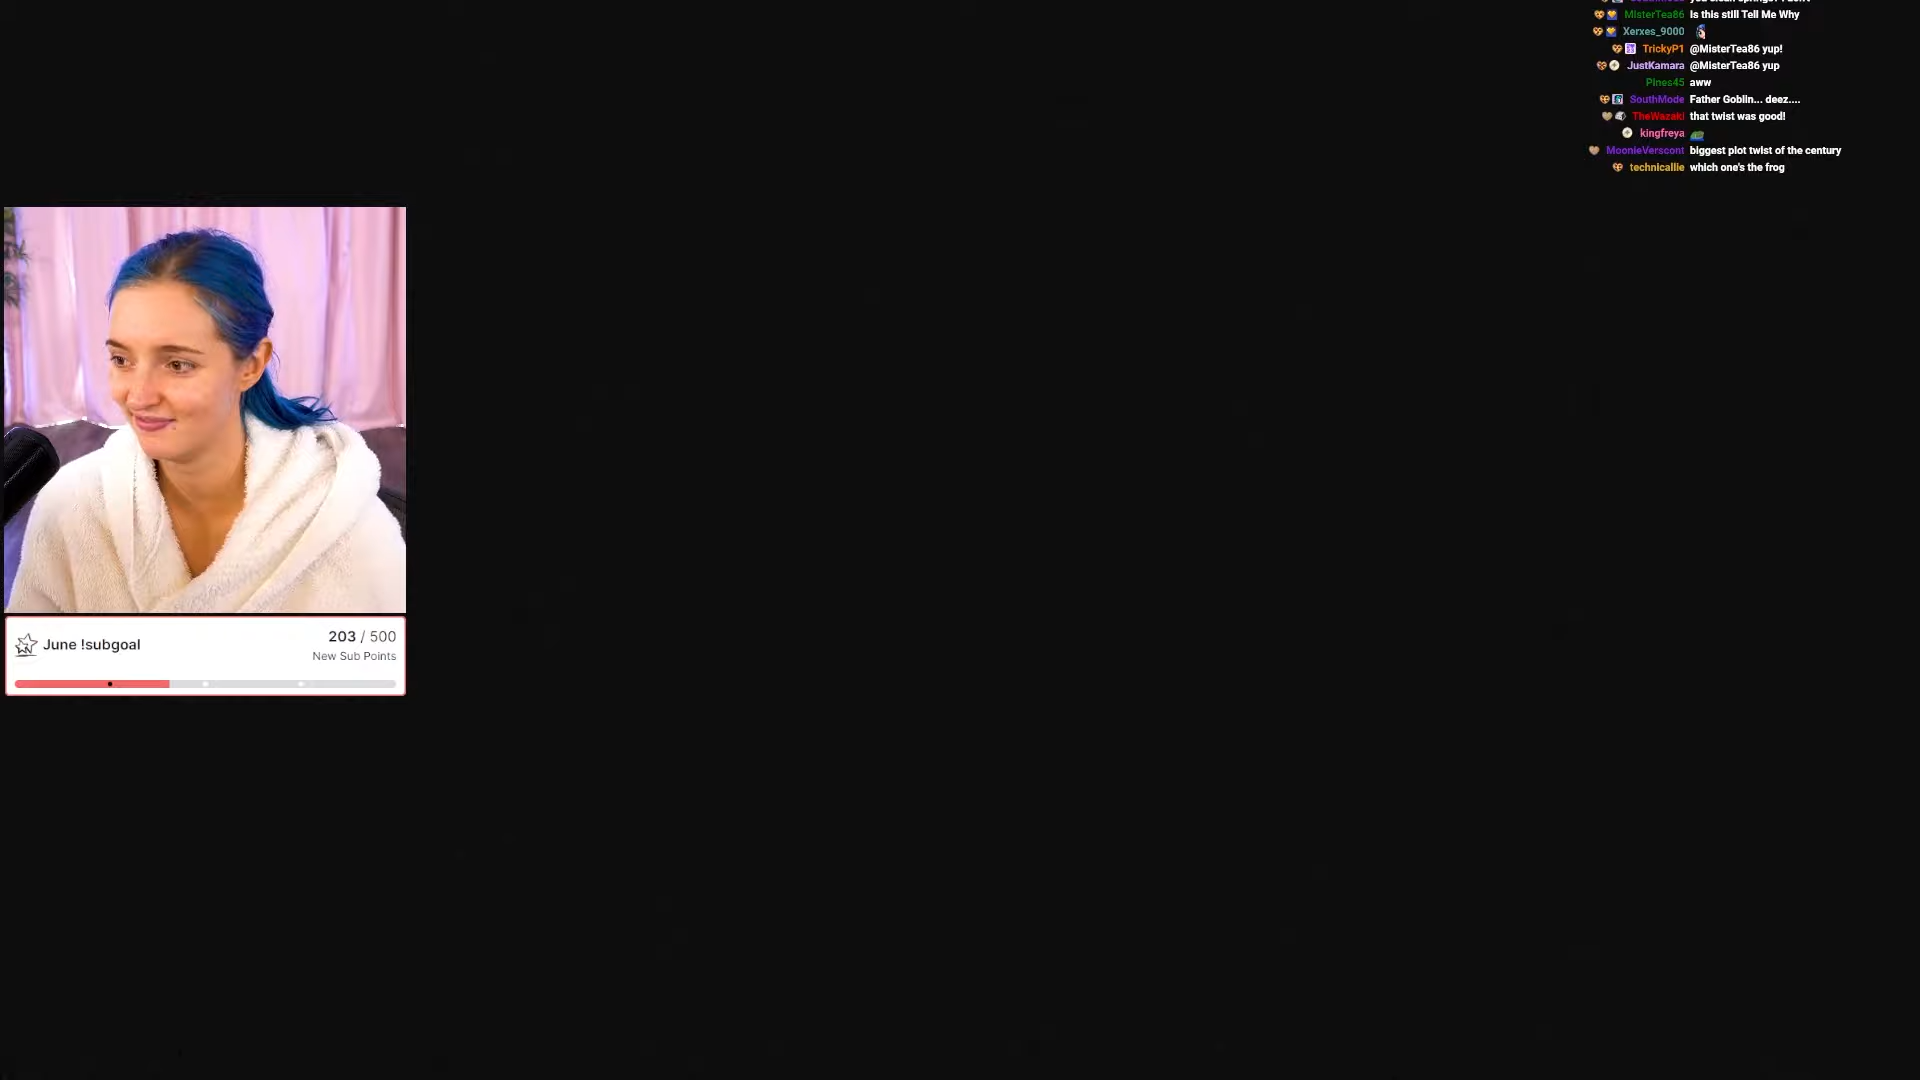 MisterTea86 Is this still Tell Me Why
Xerxes_9000
TrickyP1 @MisterTea86 yup!
JustKamara @MisterTea86 yup
Pines45 aww
SouthMode Father Goblin... deez....
TheWazaki that twist was good!
kingfreya
MoonieVerscont biggest plot twist of the century
technicallie which one's the frog
June !subgoal
203 / 500
New Sub Points